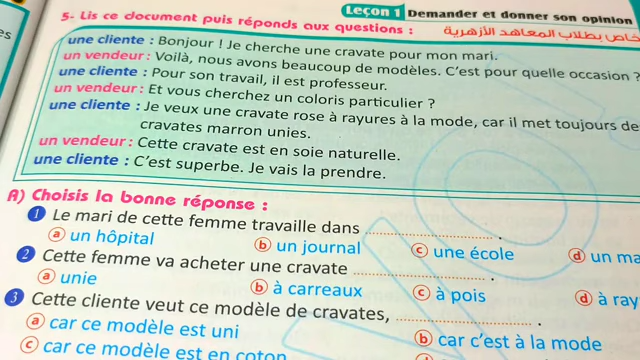 Leçon 1 Demander et donner son opinion
5- Lis ce document puis réponds aux questions : خاص بطلاب المعاهد الأزهرية
une cliente : Bonjour ! Je cherche une cravate pour mon mari.
un vendeur : Voilà, nous avons beaucoup de modèles. C'est pour quelle occasion ?
une cliente : Pour son travail, il est professeur.
un vendeur : Et vous cherchez un coloris particulier ?
une cliente : Je veux une cravate rose à rayures à la mode, car il met toujours de
cravates marron unies.
un vendeur : Cette cravate est en soie naturelle.
une cliente : C'est superbe. Je vais la prendre.
A) Choisis la bonne réponse :
1 Le mari de cette femme travaille dans .................... .
a un hôpital b un journal c une école d un ma
2 Cette femme va acheter une cravate .................... .
a unie b à carreaux c à pois d à ray
3 Cette cliente veut ce modèle de cravates, .................... .
a car ce modèle est uni b car c'est à la mode
c car ce modèle est en coton